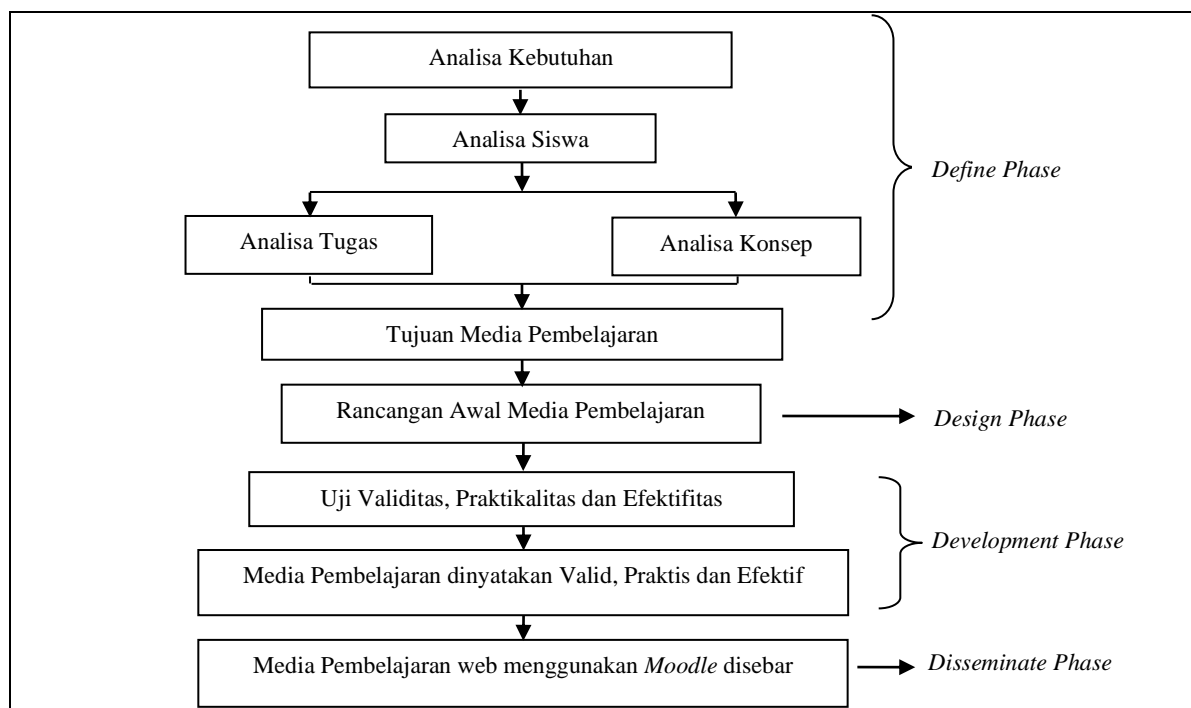 Analisa Kebutuhan
Analisa Siswa
Define Phase
Analisa Tugas
Analisa Konsep
Tujuan Media Pembelajaran
Rancangan Awal Media Pembelajaran
Design Phase
Uji Validitas, Praktikalitas dan Efektifitas
Development Phase
Media Pembelajaran dinyatakan Valid, Praktis dan Efektif
Media Pembelajaran web menggunakan Moodle disebar
Disseminate Phase